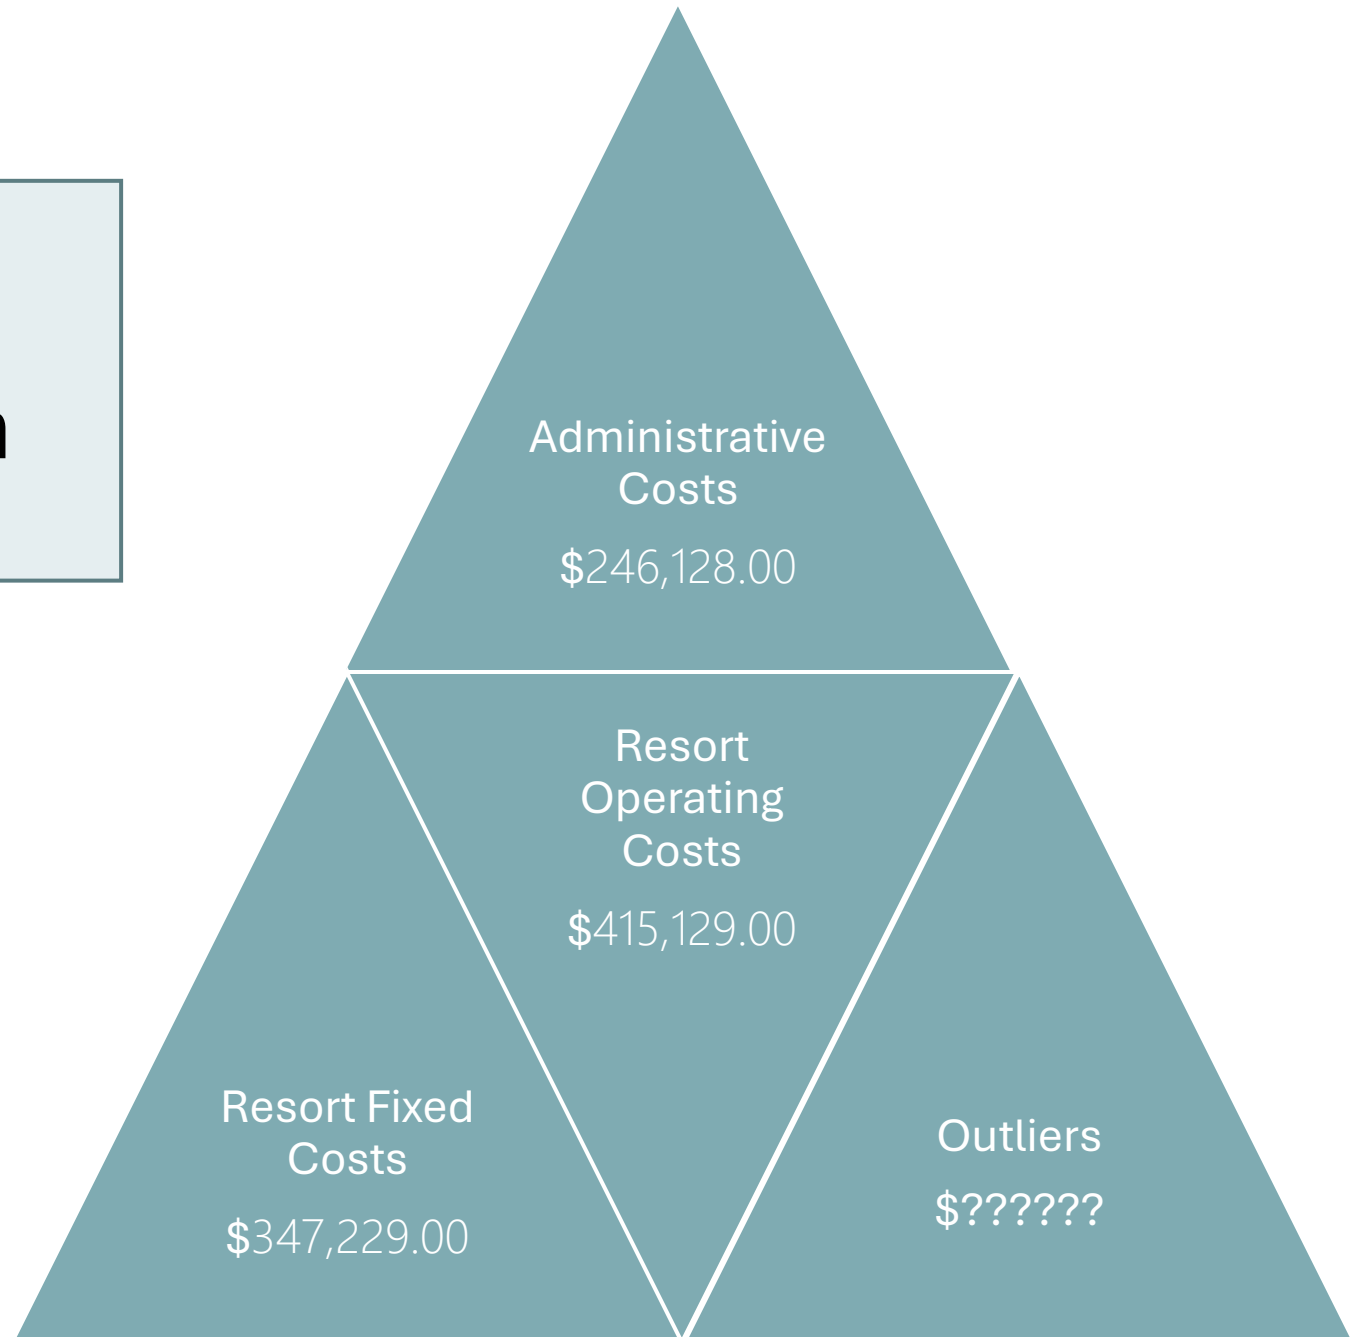 Administrative
Costs
$246,128.00
Resort
Operating
Costs
$415,129.00
Resort Fixed
Costs
$347,229.00
Outliers
$??????